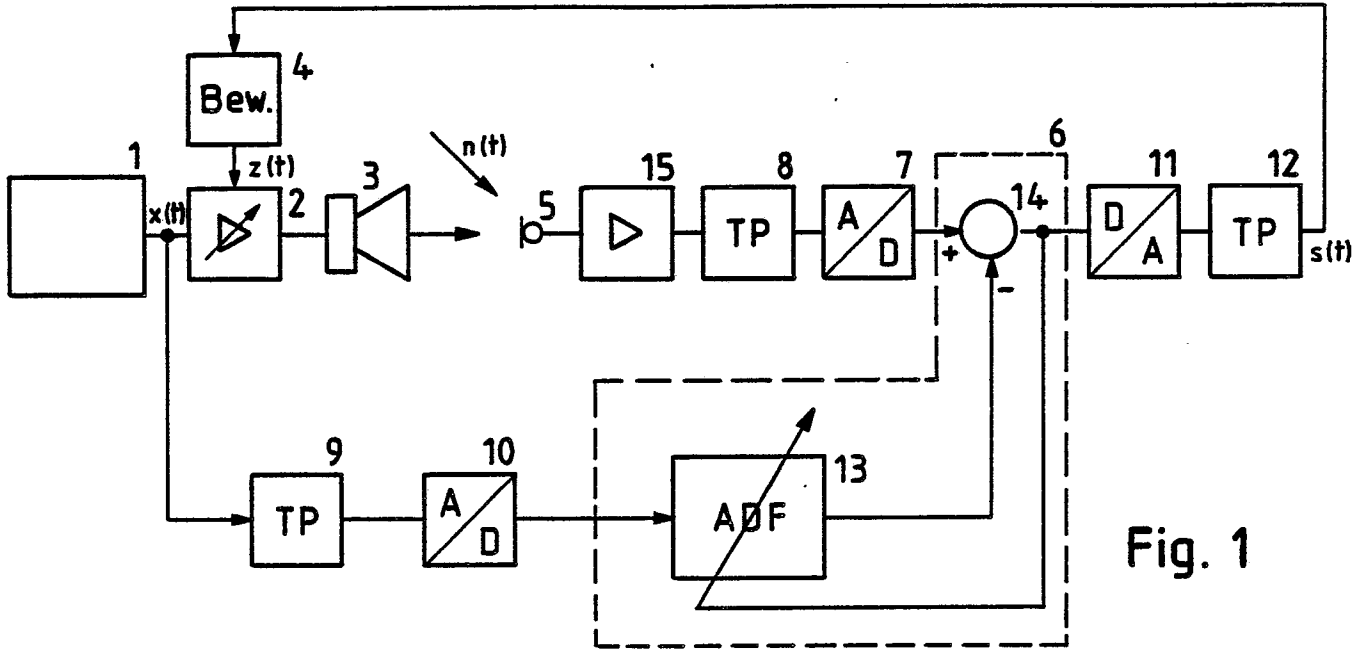 4
Bew.
z(t)
1
x(t)
2
3
n(t)
5
15
8
TP
7
A
D
6
14
+
-
11
D
A
12
TP
s(t)
9
TP
10
A
D
13
ADF
Fig. 1